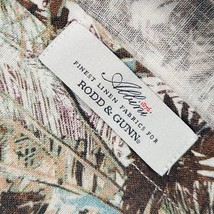 Albini
FINEST LINEN FABRICS FOR
RODD & GUNN®